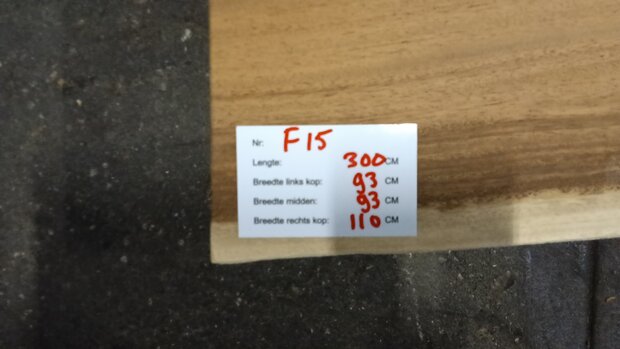 Nr: F15
Lengte: 300 CM
Breedte links kop: 93 CM
Breedte midden: 93 CM
Breedte rechts kop: 110 CM